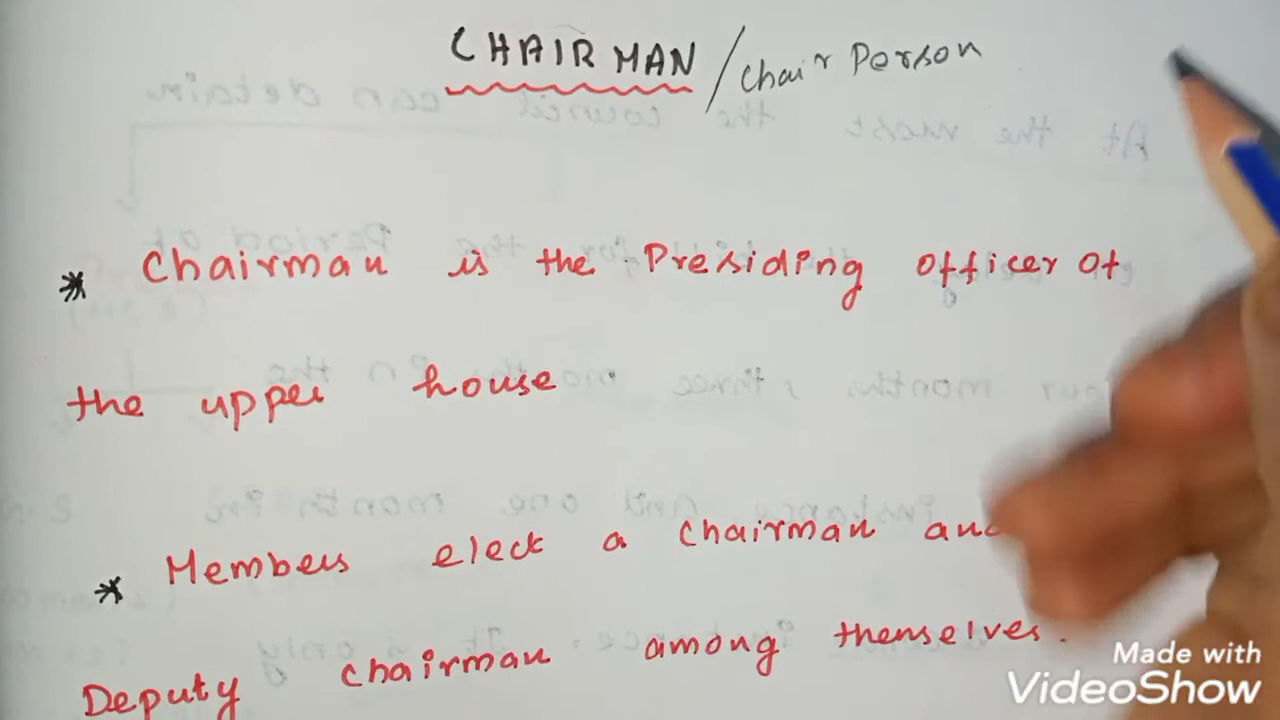 CHAIRMAN / Chair Person
* Chairman is the Presiding officer of
the upper house
* Members elect a chairman and
Deputy chairman among themselves.
Made with
VideoShow